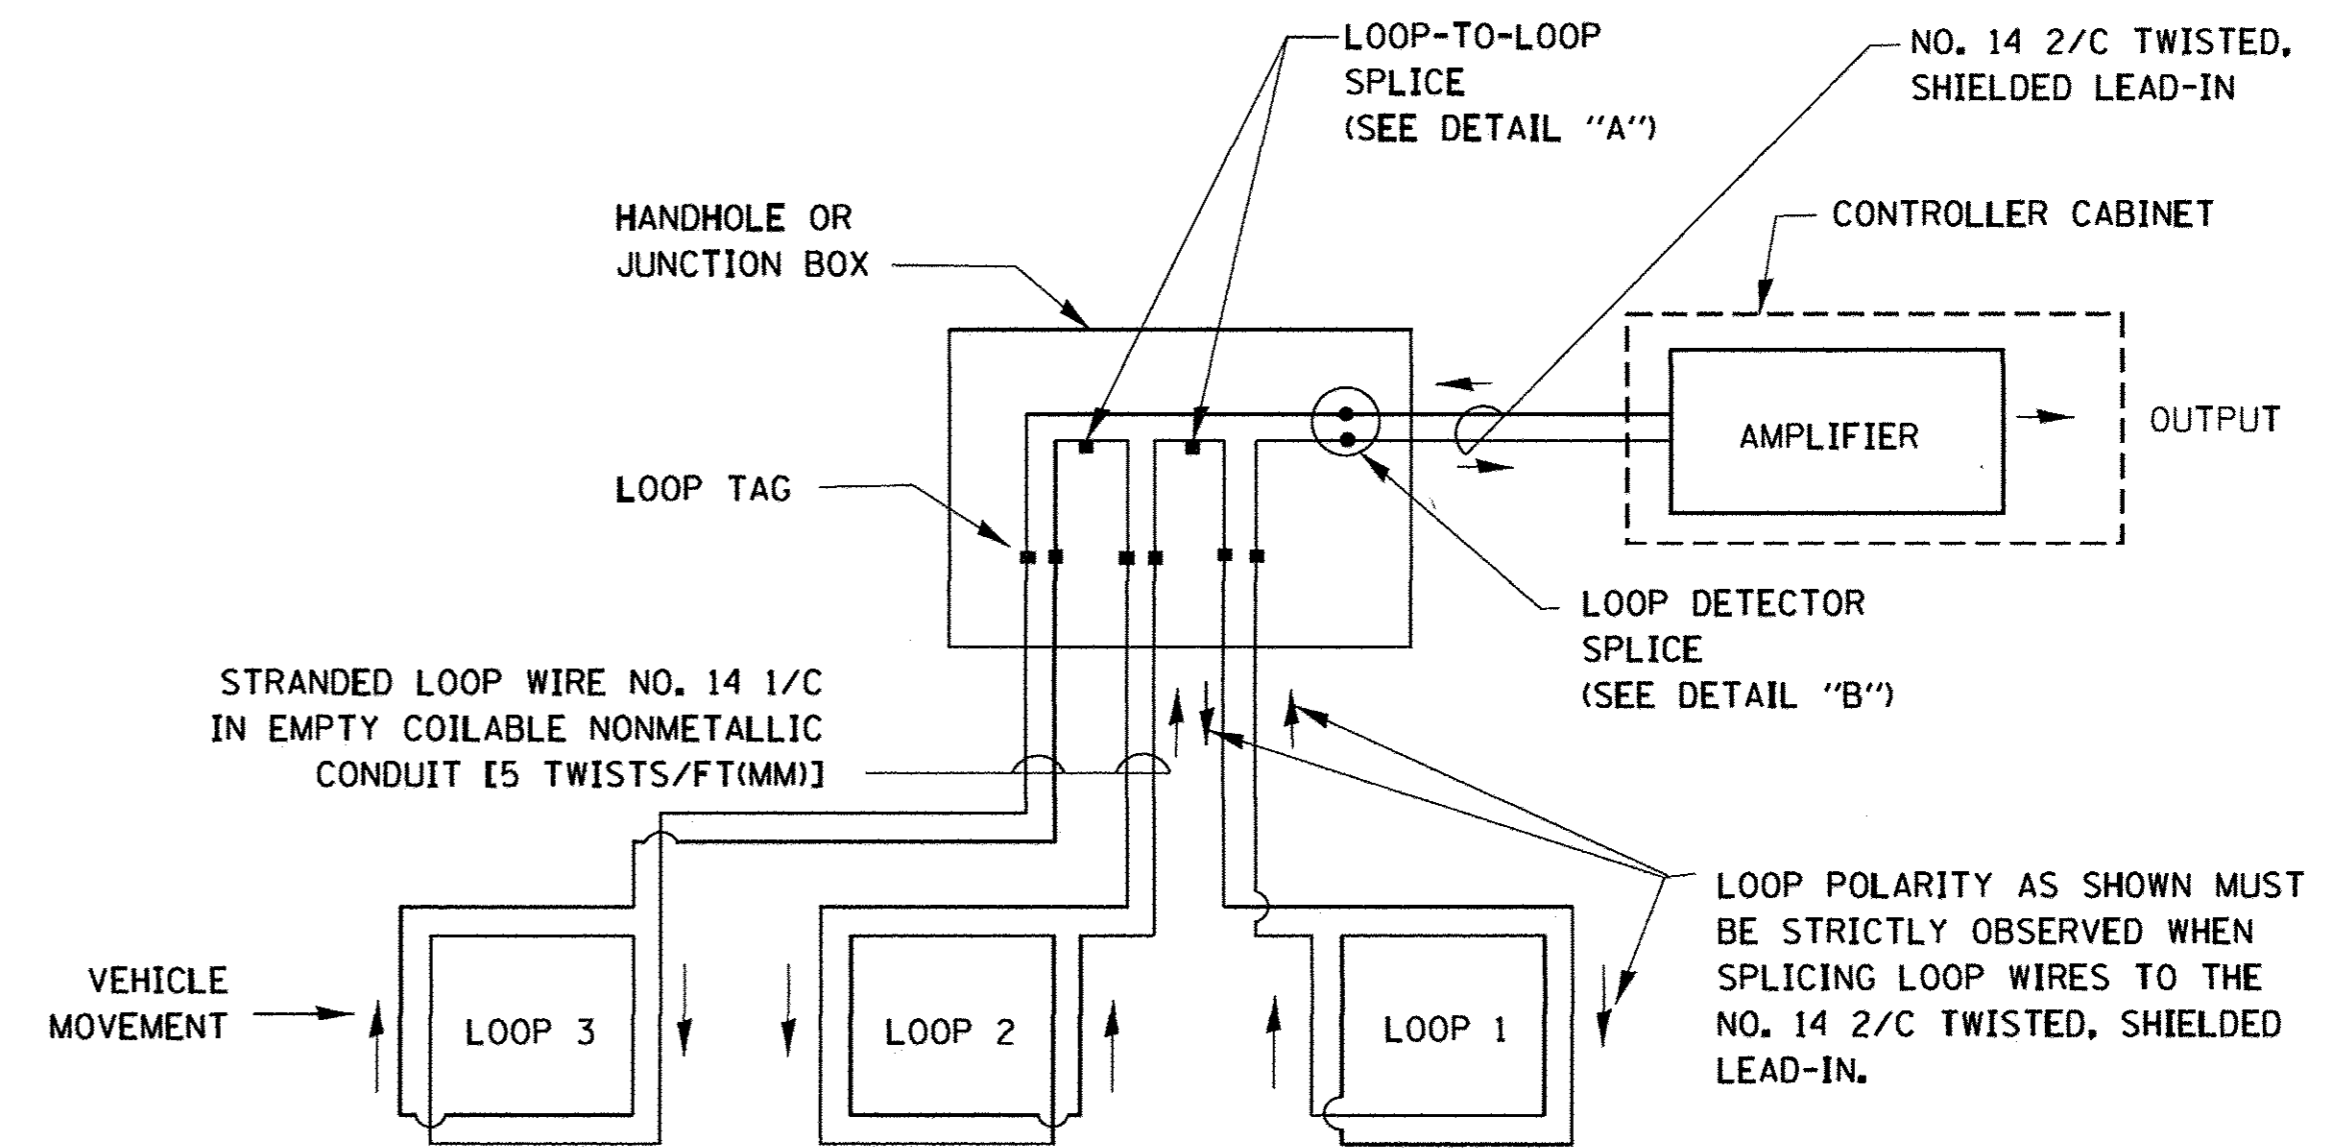 LOOP-TO-LOOP
SPLICE
(SEE DETAIL "A")
NO. 14 2/C TWISTED,
SHIELDED LEAD-IN
HANDHOLE OR
JUNCTION BOX
CONTROLLER CABINET
AMPLIFIER
OUTPUT
LOOP TAG
LOOP DETECTOR
SPLICE
(SEE DETAIL "B")
STRANDED LOOP WIRE NO. 14 1/C
IN EMPTY COILABLE NONMETALLIC
CONDUIT [5 TWISTS/FT(MM)]
LOOP POLARITY AS SHOWN MUST
BE STRICTLY OBSERVED WHEN
SPLICING LOOP WIRES TO THE
NO. 14 2/C TWISTED, SHIELDED
LEAD-IN.
VEHICLE
MOVEMENT
LOOP 3
LOOP 2
LOOP 1